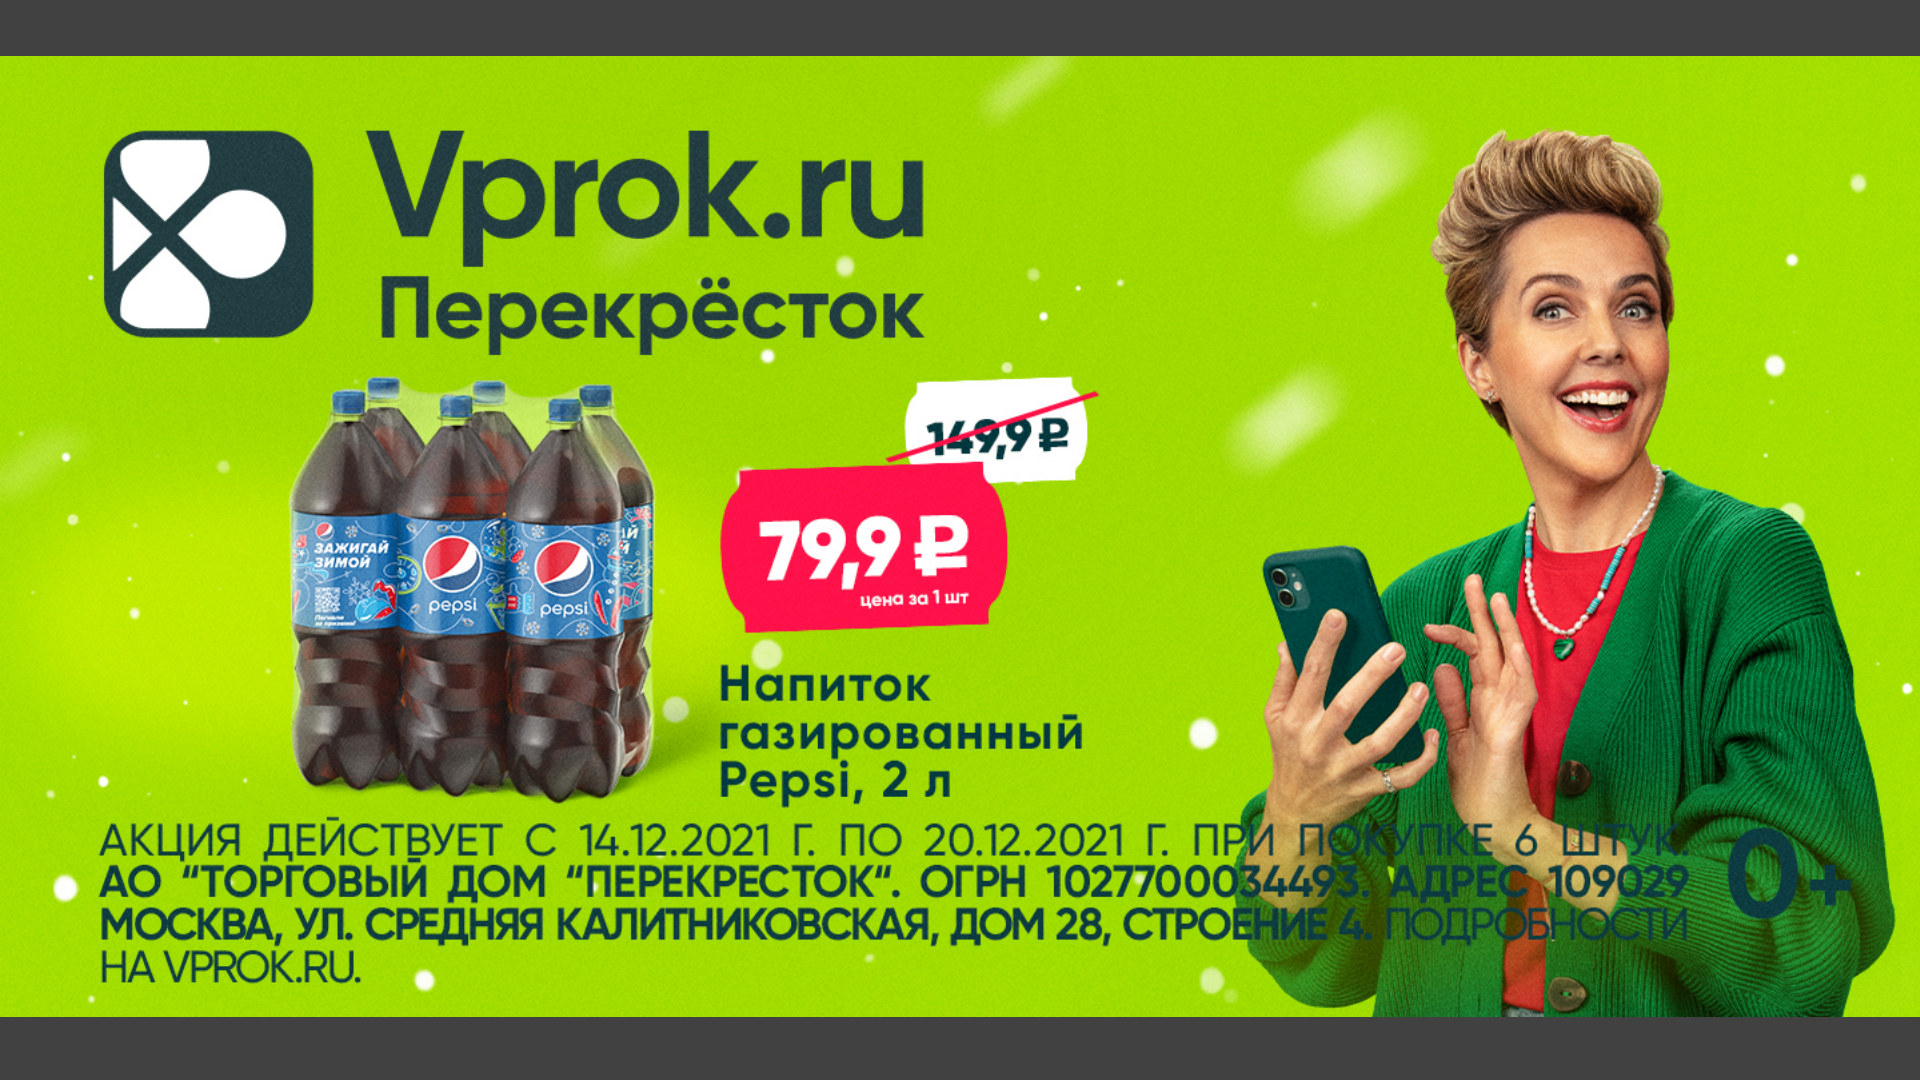 Vprok.ru
Перекрёсток
149,9 ₽
79,9 ₽
цена за 1 шт
ЗАЖИГАЙ
ЗИМОЙ
pepsi
pepsi
Напиток
газированный
Pepsi, 2 л
АКЦИЯ ДЕЙСТВУЕТ С 14.12.2021 Г. ПО 20.12.2021 Г. ПРИ ПОКУПКЕ 6 ШТУК.
АО “ТОРГОВЫЙ ДОМ “ПЕРЕКРЕСТОК“. ОГРН 1027700034493. АДРЕС 109029
МОСКВА, УЛ. СРЕДНЯЯ КАЛИТНИКОВСКАЯ, ДОМ 28, СТРОЕНИЕ 4. ПОДРОБНОСТИ
НА VPROK.RU.
0+